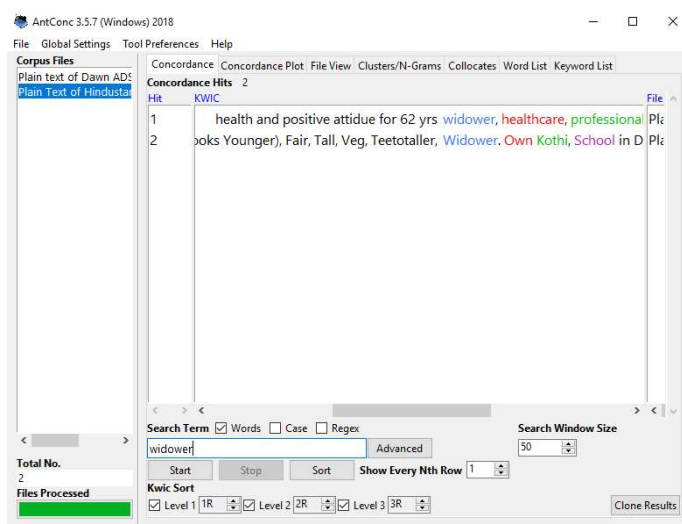 AntConc 3.5.7 (Windows) 2018
File Global Settings Tool Preferences Help
Corpus Files
Plain text of Dawn ADS
Plain Text of Hindustan
Concordance Concordance Plot File View Clusters/N-Grams Collocates Word List Keyword List
Concordance Hits 2
Hit KWIC File
1 health and positive attidue for 62 yrs widower, healthcare, professional Pla
2 ooks Younger), Fair, Tall, Veg, Teetotaller, Widower. Own Kothi, School in D Pla
Search Term Words Case Regex Search Window Size
widower Advanced 50
Total No.
2
Files Processed
Start Stop Sort Show Every Nth Row 1
Kwic Sort
Level 1 1R Level 2 2R Level 3 3R Clone Results